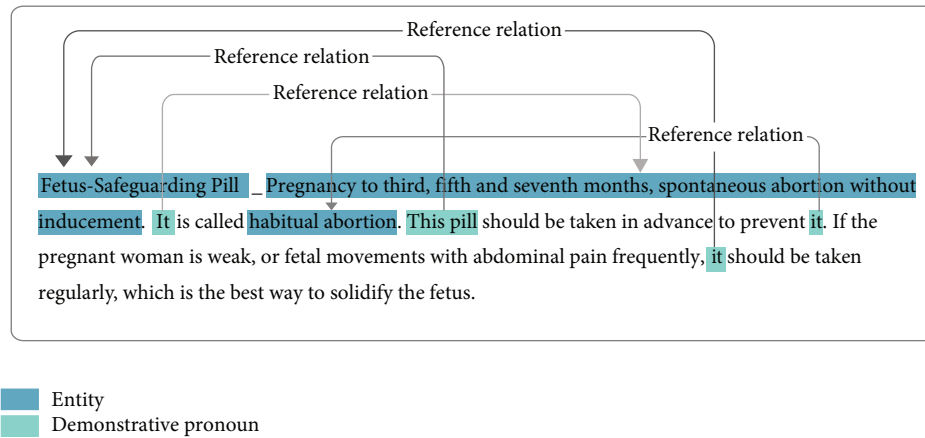 Reference relation
Reference relation
Reference relation
Reference relation
Fetus-Safeguarding Pill _ Pregnancy to third, fifth and seventh months, spontaneous abortion without
inducement. It is called habitual abortion. This pill should be taken in advance to prevent it. If the
pregnant woman is weak, or fetal movements with abdominal pain frequently, it should be taken
regularly, which is the best way to solidify the fetus.
Entity
Demonstrative pronoun